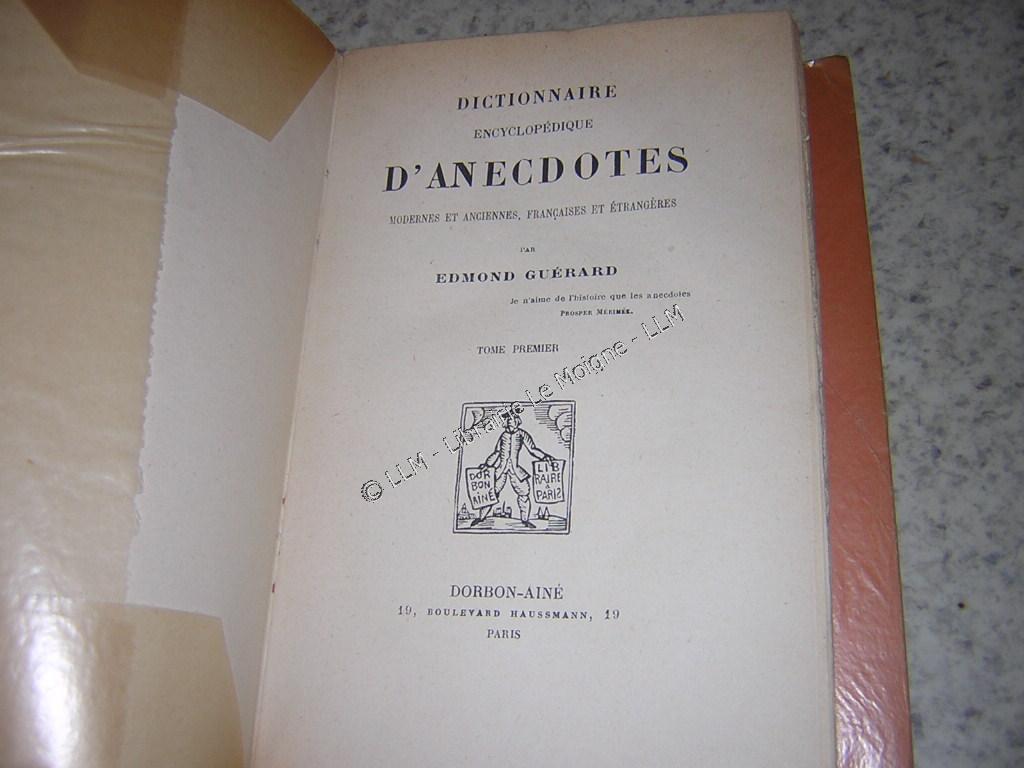 DICTIONNAIRE
ENCYCLOPÉDIQUE
D'ANECDOTES
MODERNES ET ANCIENNES, FRANÇAISES ET ÉTRANGÈRES
PAR
EDMOND GUÉRARD
Je n'aime de l'histoire que les anecdotes
PROSPER MÉRIMÉE.
TOME PREMIER
© LLM - Librairie Le Moigne - LLM
DOR
BON
AINÉ
LIB
RAIRE
PARIS
DORBON-AINÉ
19, BOULEVARD HAUSSMANN, 19
PARIS